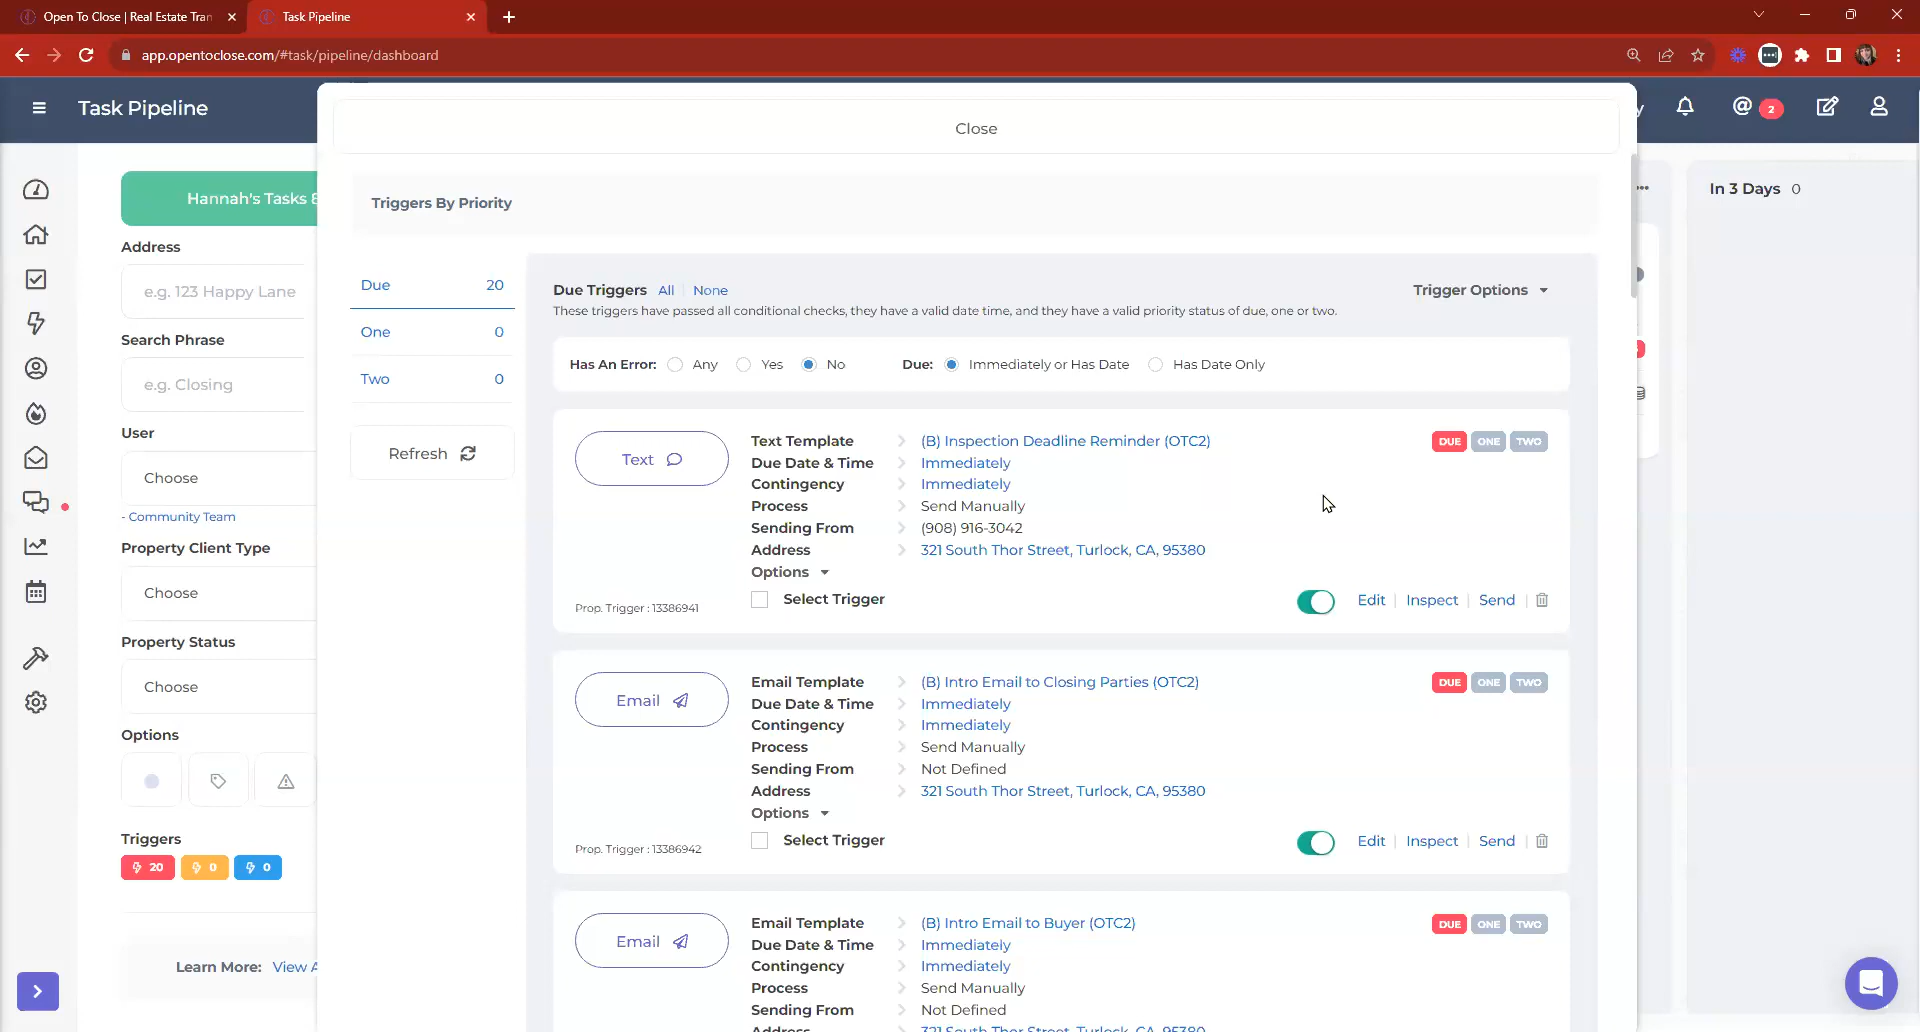 Open To Close | Real Estate Tran
Task Pipeline
app.opentoclose.com/#task/pipeline/dashboard
Task Pipeline
Close
y
@ 2
Hannah's Tasks &
Address
e.g. 123 Happy Lane
Search Phrase
e.g. Closing
User
Choose
- Community Team
Property Client Type
Choose
Property Status
Choose
Options
Triggers
20
0
0
Learn More: View A
Triggers By Priority
Due 20
One 0
Two 0
Refresh
Due Triggers All None
Trigger Options
These triggers have passed all conditional checks, they have a valid date time, and they have a valid priority status of due, one or two.
Has An Error: Any Yes No Due: Immediately or Has Date Has Date Only
Text
Text Template (B) Inspection Deadline Reminder (OTC2)
DUE ONE TWO
Due Date & Time Immediately
Contingency Immediately
Process Send Manually
Sending From (908) 916-3042
Address 321 South Thor Street, Turlock, CA, 95380
Options
Prop. Trigger : 13386941
Select Trigger
Edit Inspect Send
Email
Email Template (B) Intro Email to Closing Parties (OTC2)
DUE ONE TWO
Due Date & Time Immediately
Contingency Immediately
Process Send Manually
Sending From Not Defined
Address 321 South Thor Street, Turlock, CA, 95380
Options
Prop. Trigger : 13386942
Select Trigger
Edit Inspect Send
Email
Email Template (B) Intro Email to Buyer (OTC2)
DUE ONE TWO
Due Date & Time Immediately
Contingency Immediately
Process Send Manually
Sending From Not Defined
Address 321 South Thor Street, Turlock, CA, 95380
In 3 Days 0